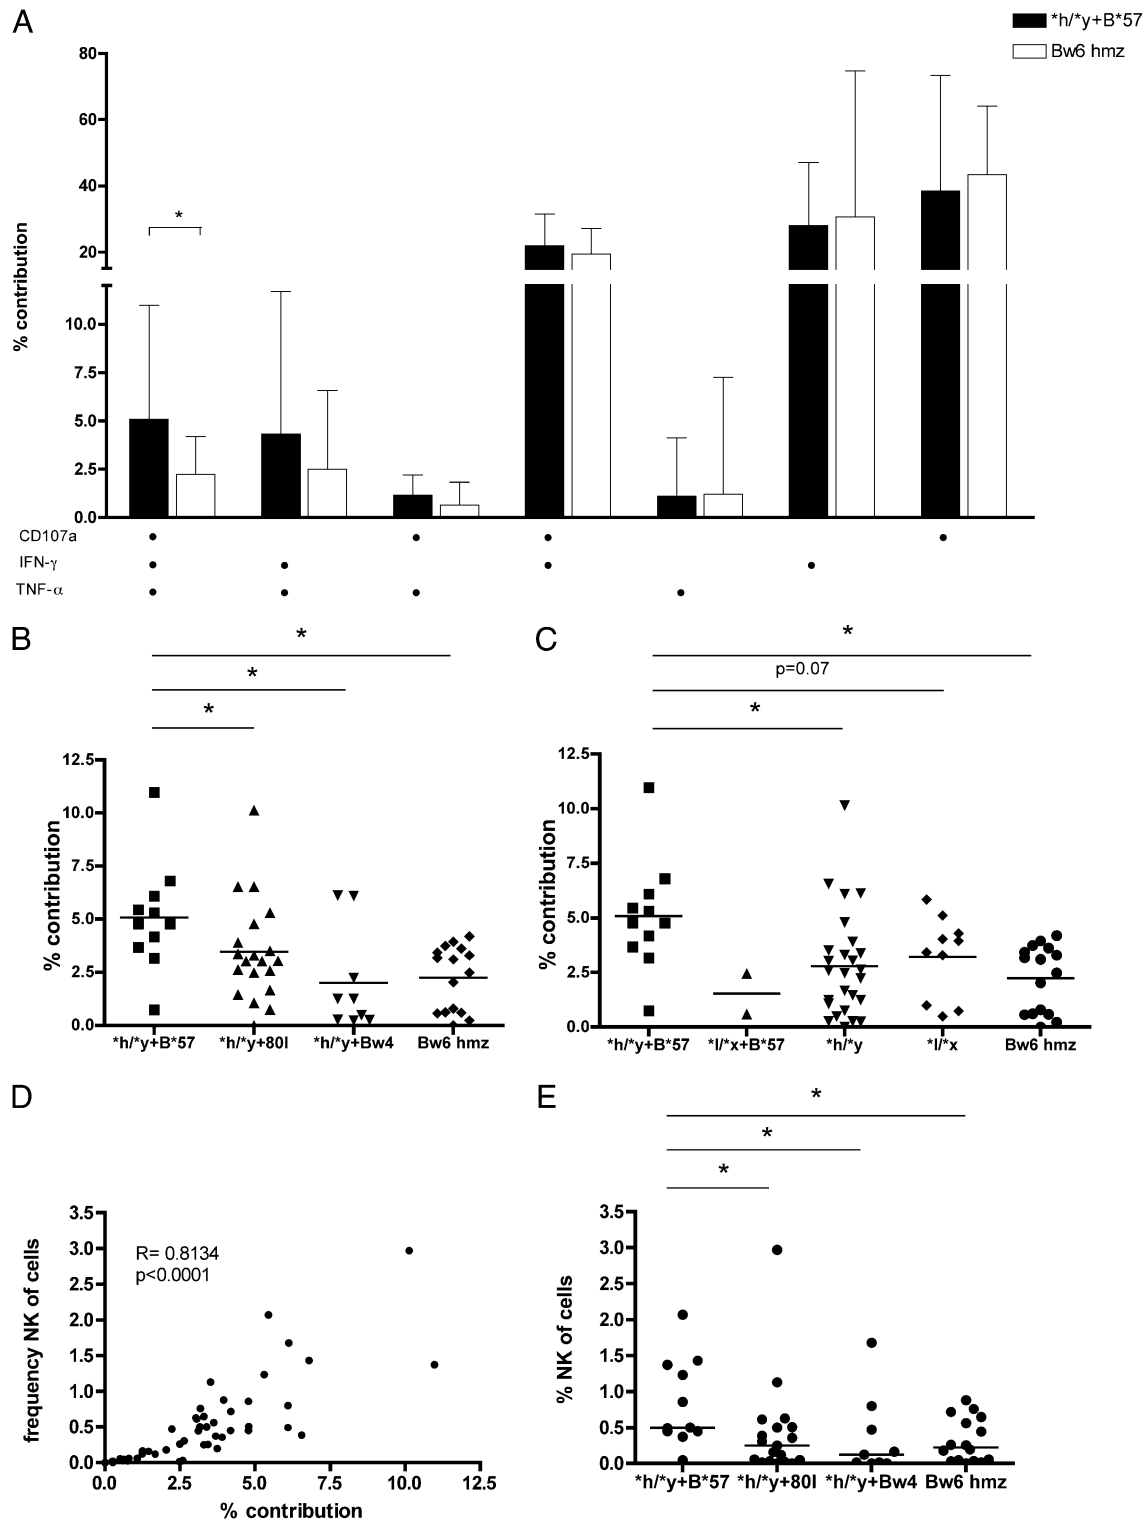 A
*h/*y+B*57
Bw6 hmz
% contribution
80
60
40
20
10.0
7.5
5.0
2.5
0.0
*
CD107a
IFN-γ
TNF-α
B
*
*
*
% contribution
12.5
10.0
7.5
5.0
2.5
0.0
*h/*y+B*57 *h/*y+80I *h/*y+Bw4 Bw6 hmz
C
*
p=0.07
*
% contribution
12.5
10.0
7.5
5.0
2.5
0.0
*h/*y+B*57 *l/*x+B*57 *h/*y *l/*x Bw6 hmz
D
frequency NK of cells
3.5
3.0
2.5
2.0
1.5
1.0
0.5
0.0
R= 0.8134
p<0.0001
0.0 2.5 5.0 7.5 10.0 12.5
% contribution
E
*
*
*
% NK of cells
3.5
3.0
2.5
2.0
1.5
1.0
0.5
0.0
*h/*y+B*57 *h/*y+80I *h/*y+Bw4 Bw6 hmz